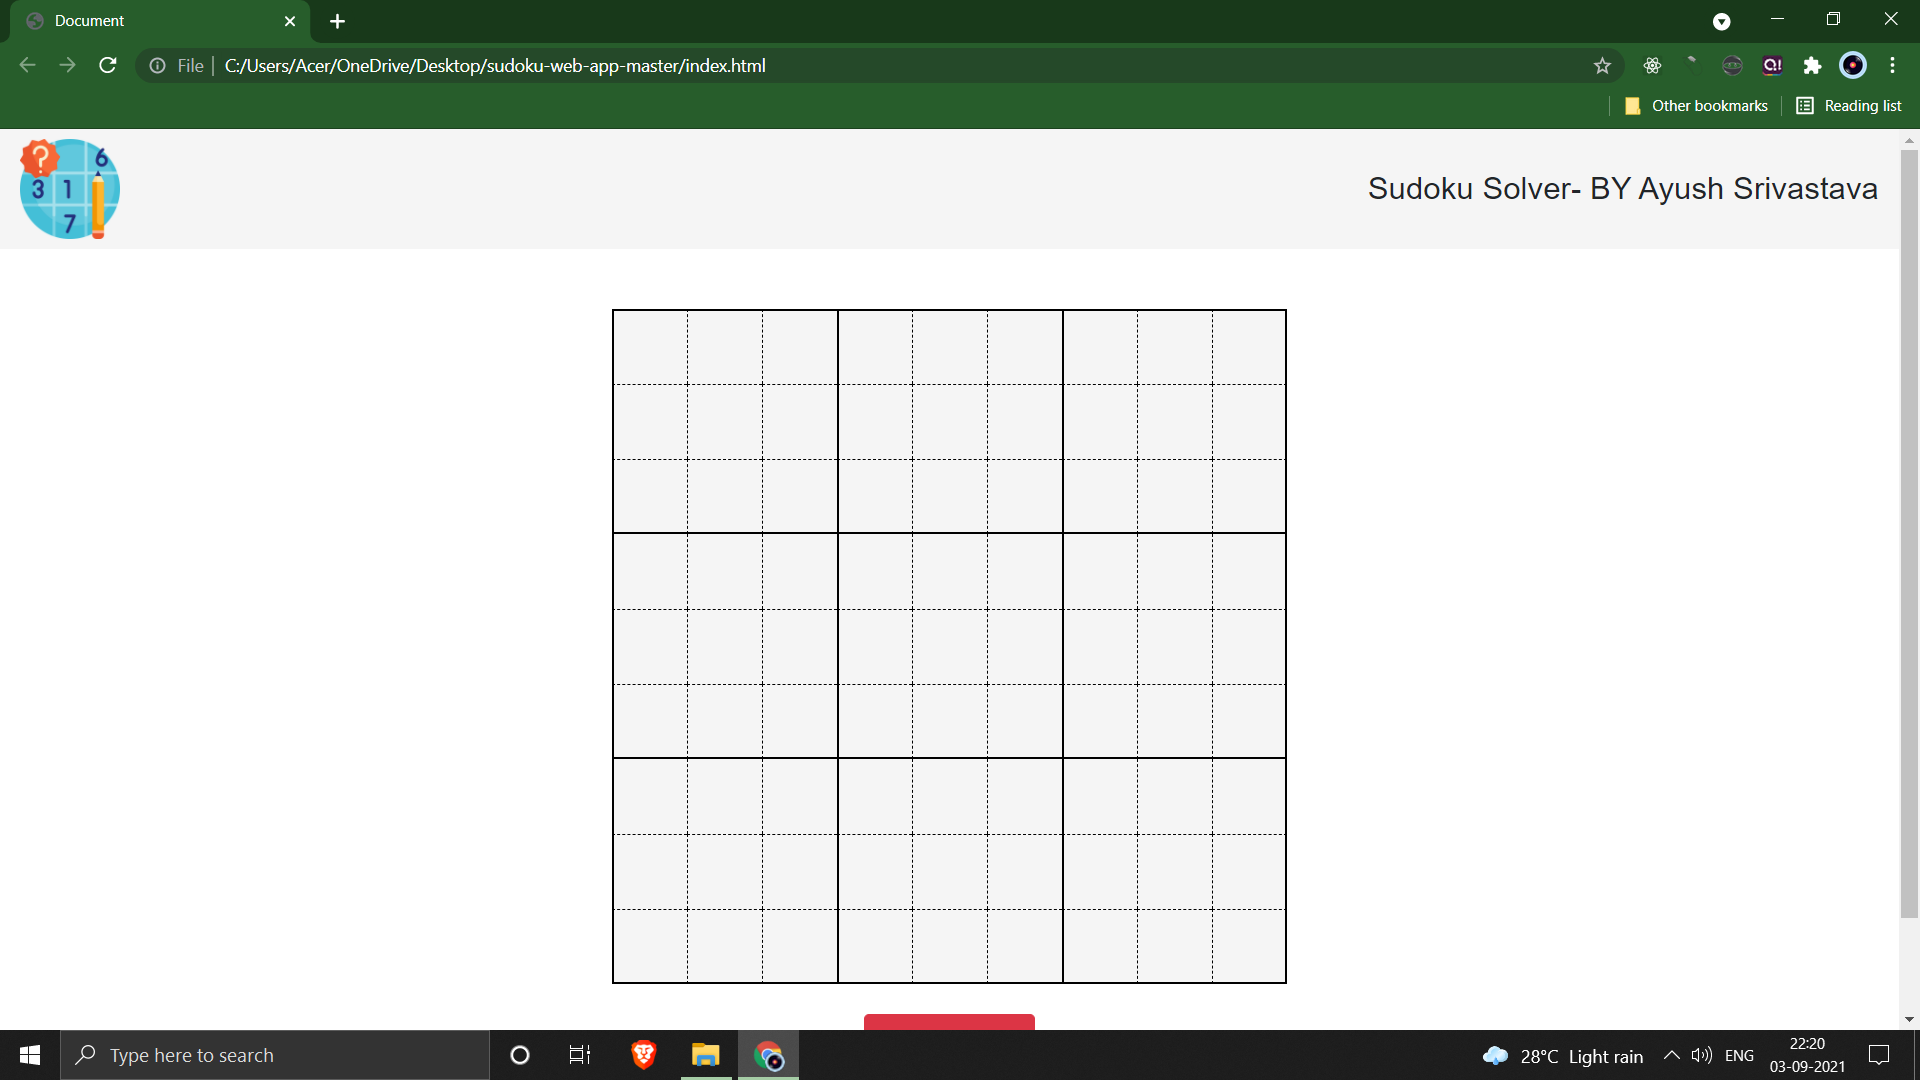 Document
File
C:/Users/Acer/OneDrive/Desktop/sudoku-web-app-master/index.html
Q!
Other bookmarks
Reading list
?
6
3 1
7
Sudoku Solver- BY Ayush Srivastava
Type here to search
28°C Light rain
ENG
22:20
03-09-2021